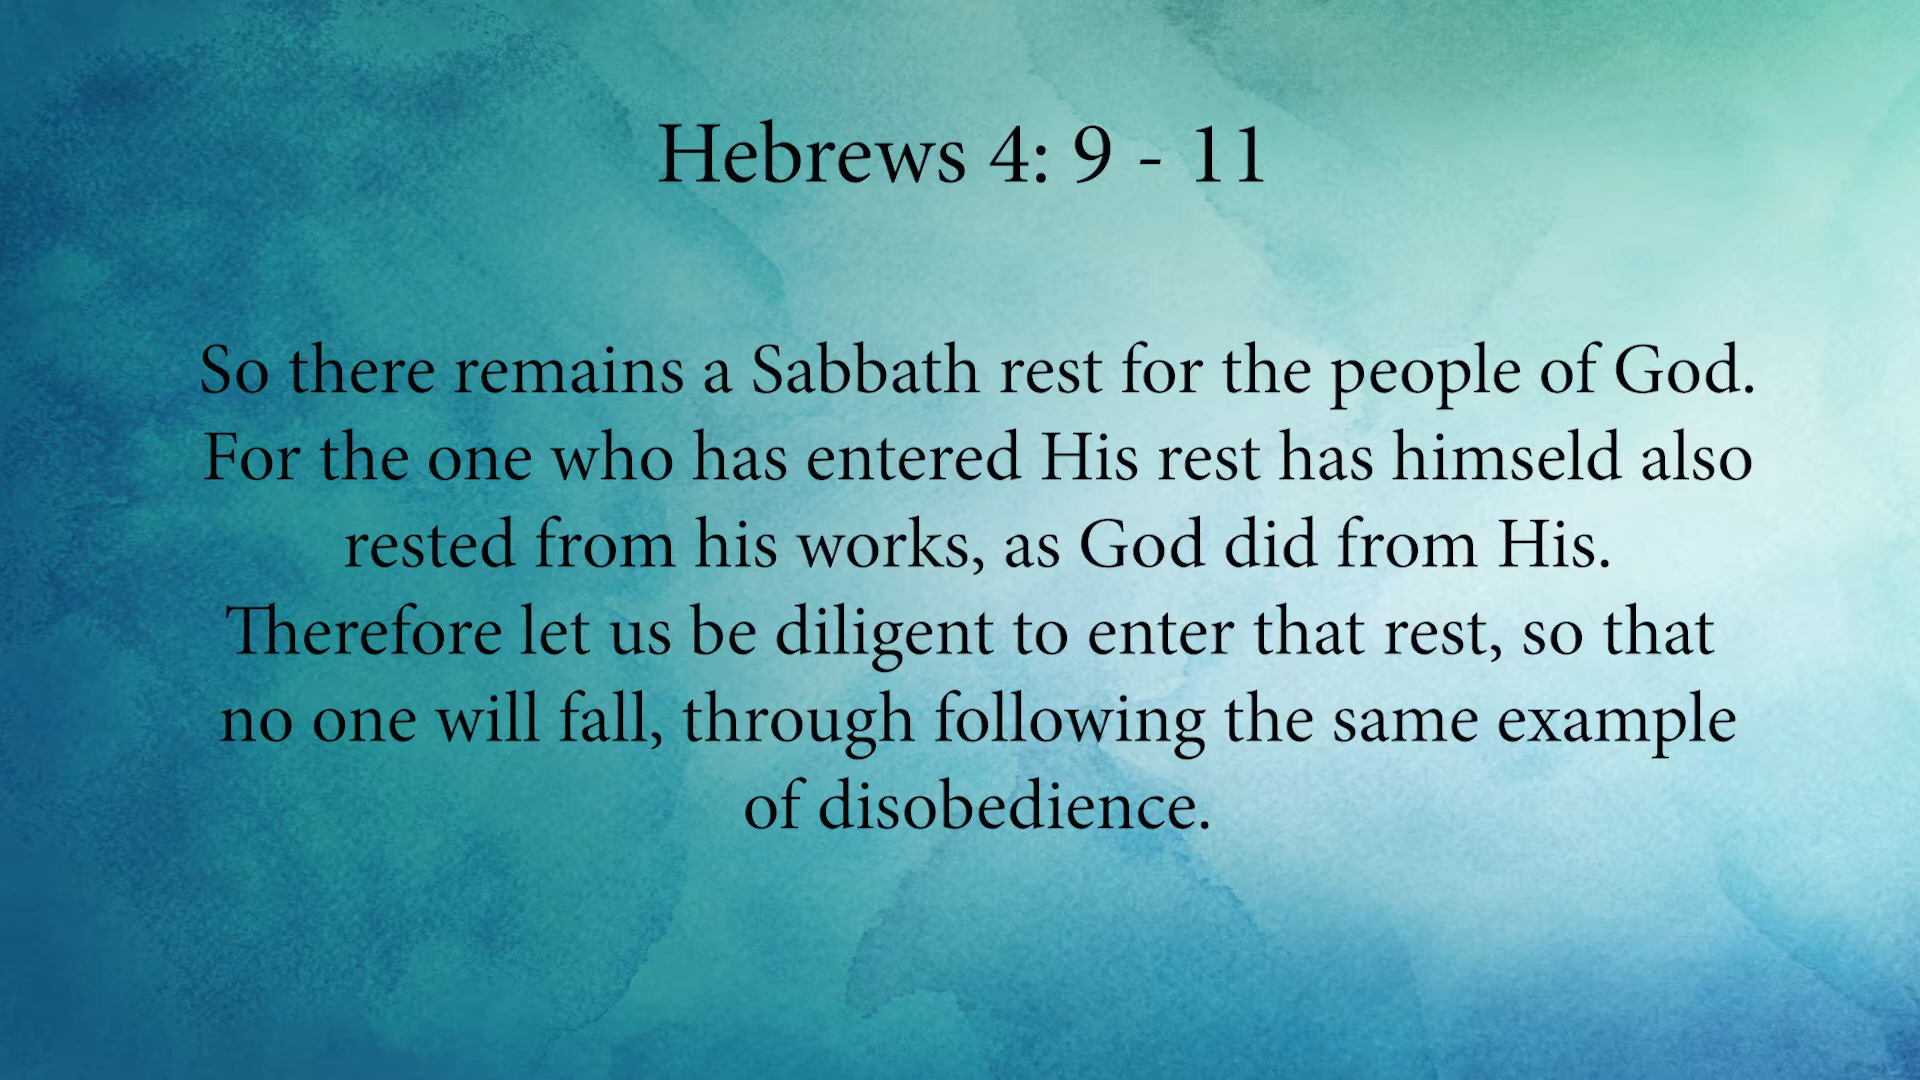 Hebrews 4: 9 - 11
So there remains a Sabbath rest for the people of God.
For the one who has entered His rest has himseld also
rested from his works, as God did from His.
Therefore let us be diligent to enter that rest, so that
no one will fall, through following the same example
of disobedience.